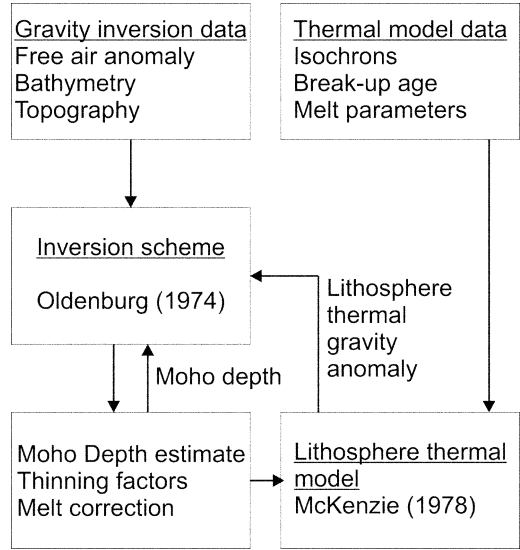 Gravity inversion data
Free air anomaly
Bathymetry
Topography
Thermal model data
Isochrons
Break-up age
Melt parameters
Inversion scheme
Oldenburg (1974)
Lithosphere
thermal
gravity
anomaly
Moho depth
Moho Depth estimate
Thinning factors
Melt correction
Lithosphere thermal
model
McKenzie (1978)